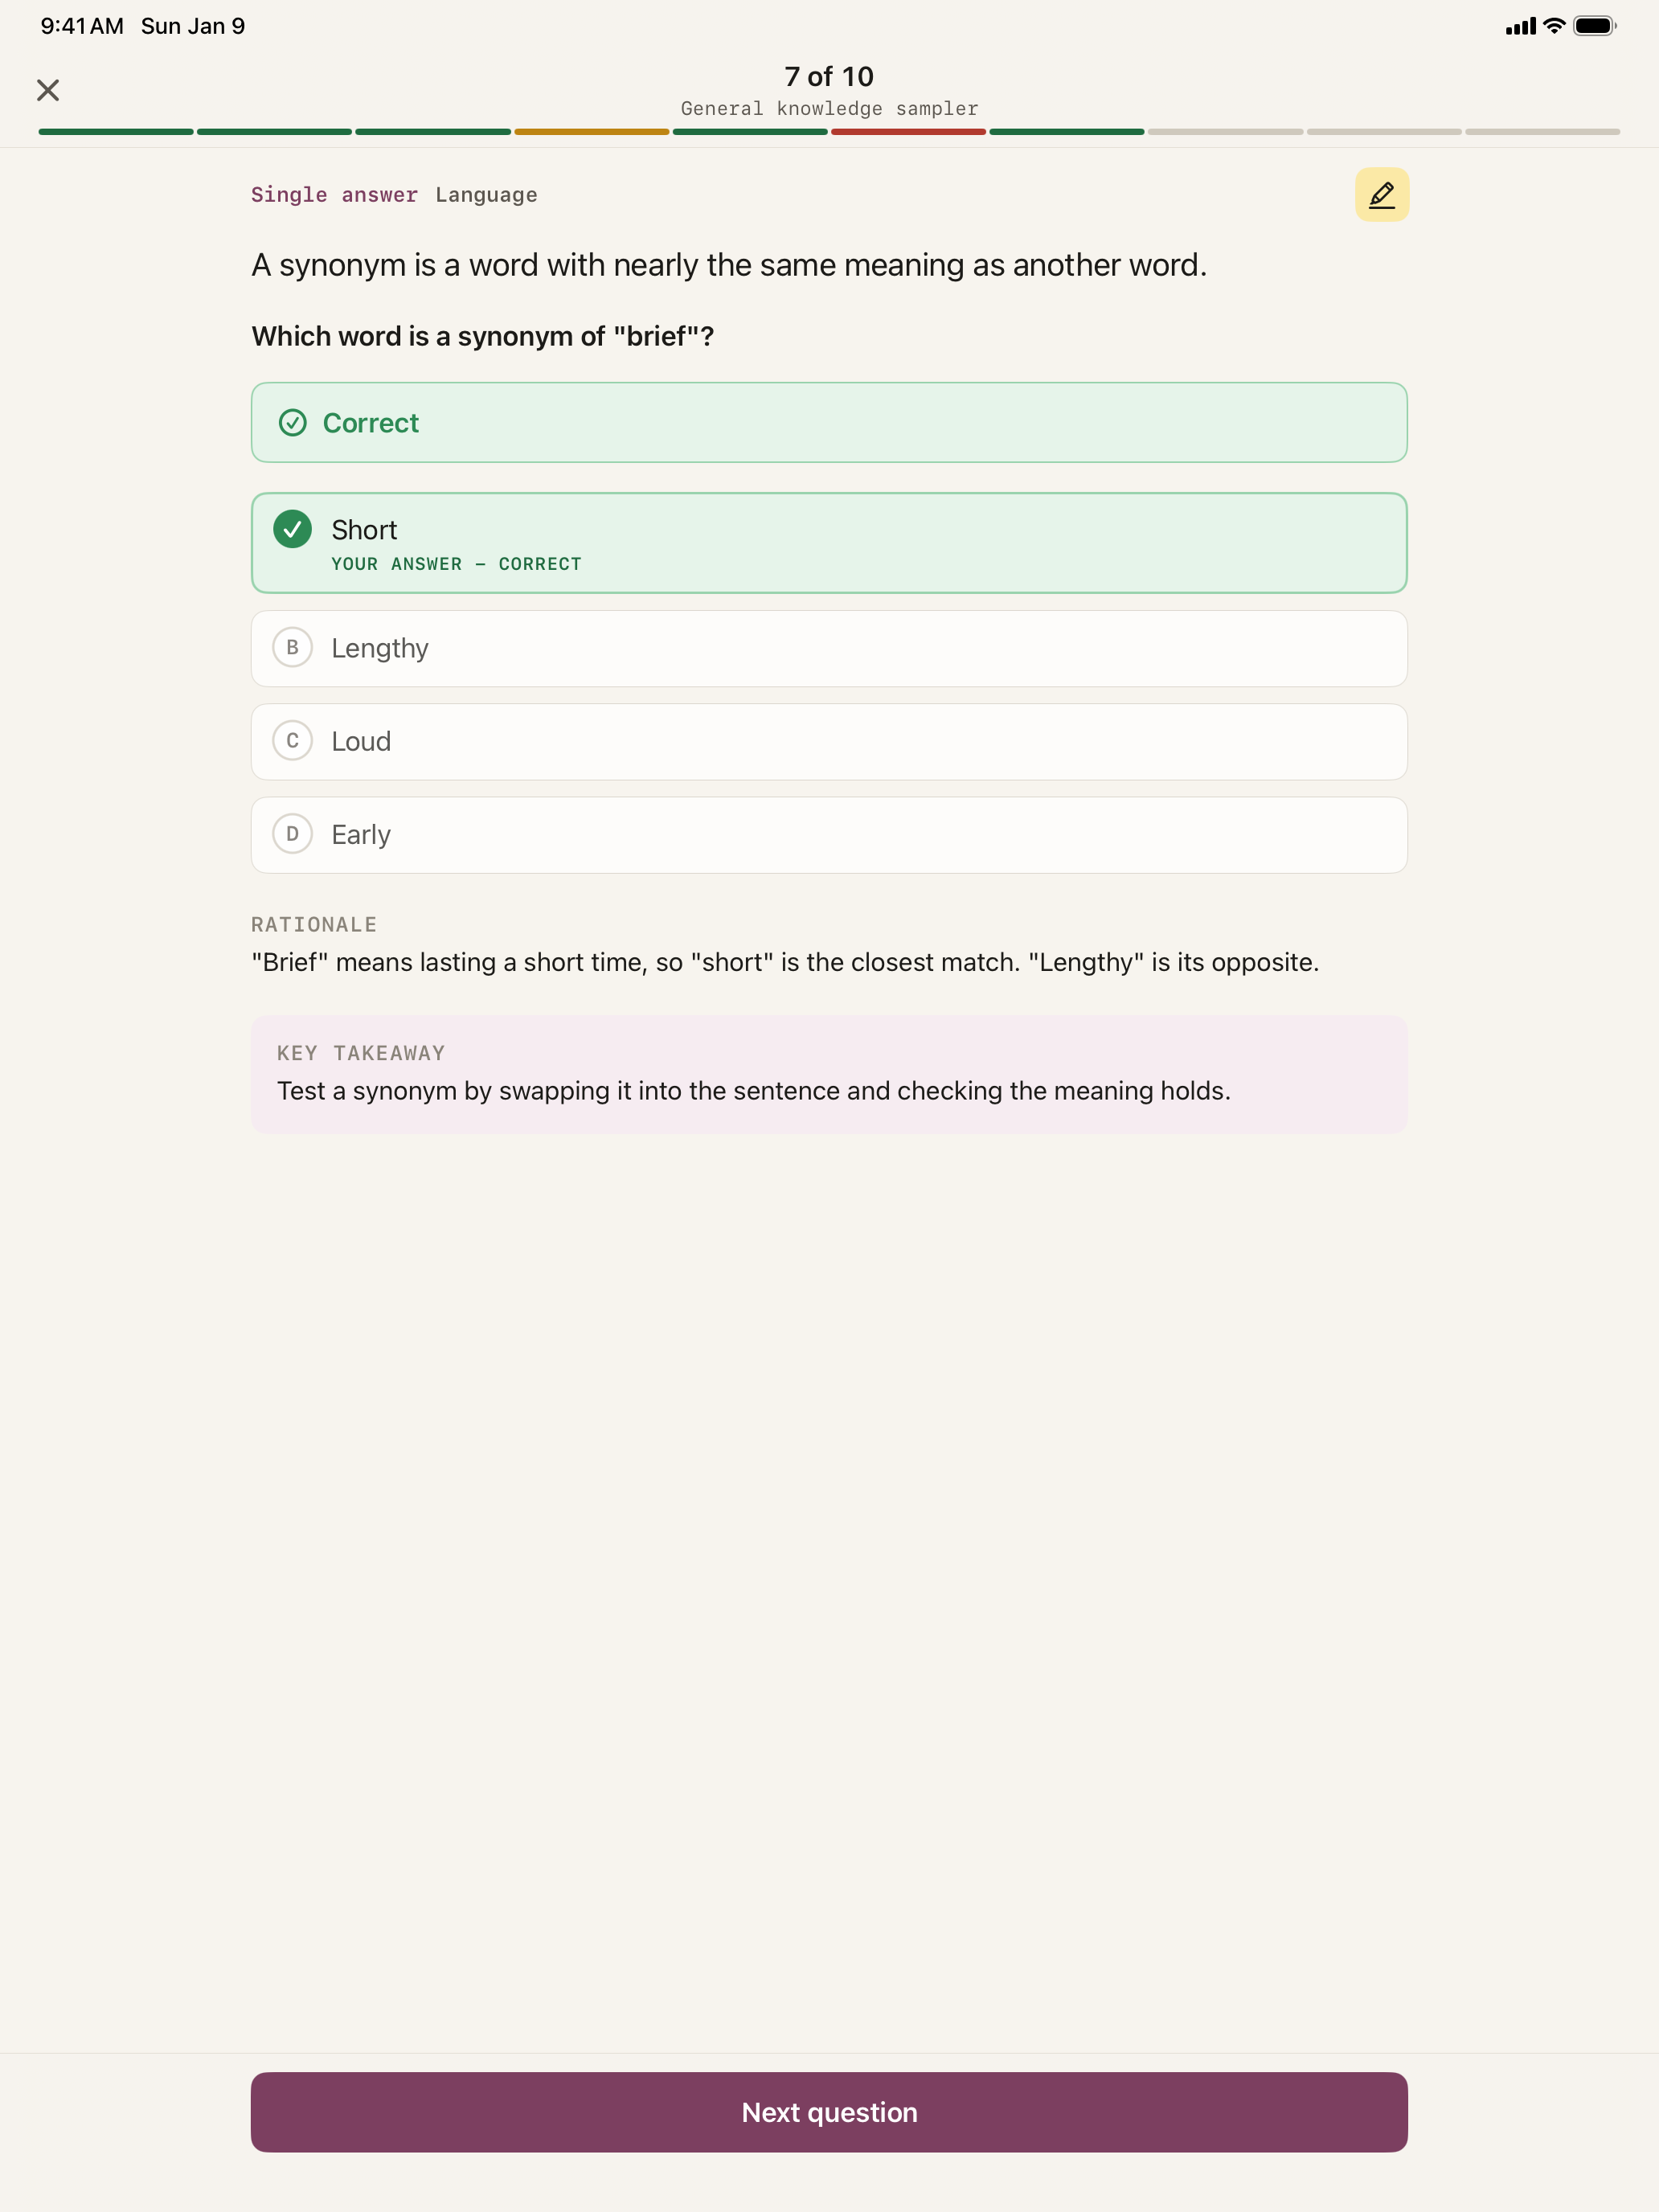 9:41 AM Sun Jan 9
7 of 10
General knowledge sampler
Single answer Language
A synonym is a word with nearly the same meaning as another word.
Which word is a synonym of "brief"?
Correct
Short
YOUR ANSWER – CORRECT
B Lengthy
C Loud
D Early
RATIONALE
"Brief" means lasting a short time, so "short" is the closest match. "Lengthy" is its opposite.
KEY TAKEAWAY
Test a synonym by swapping it into the sentence and checking the meaning holds.
Next question